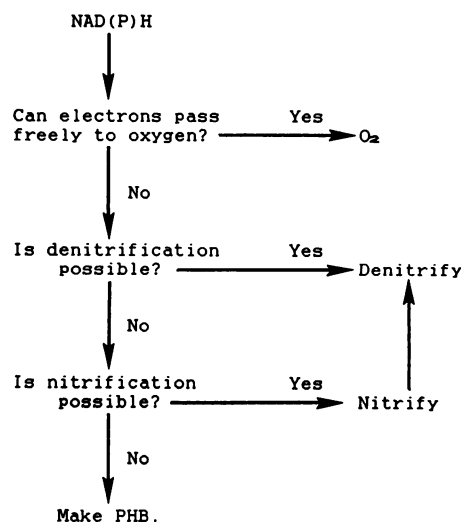 NAD(P)H
Can electrons pass
freely to oxygen?
Yes
O₂
No
Is denitrification
possible?
Yes
Denitrify
No
Is nitrification
possible?
Yes
Nitrify
No
Make PHB.